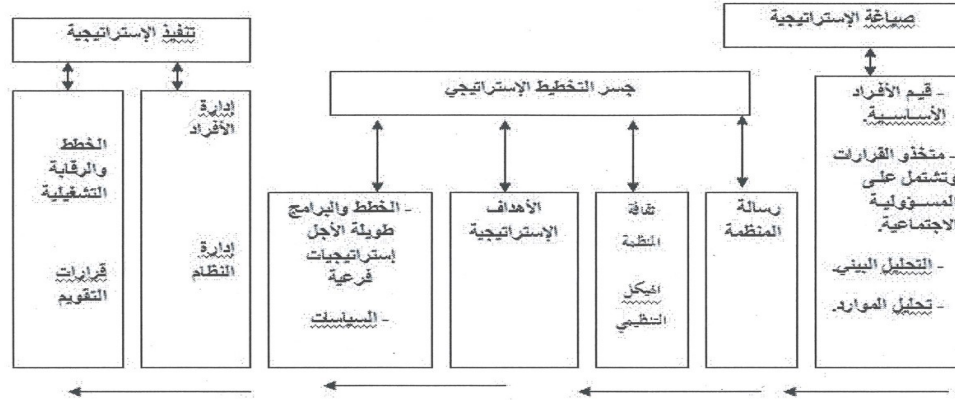 صياغة الإستراتيجية
- قيم الأفراد
الأساسية.
- متخذو القرارات
وتشتمل على
المسؤولية
الاجتماعية.
- التحليل البيئي.
- تحليل الموارد.
جسر التخطيط الإستراتيجي
رسالة
المنظمة
ثقافة
المنظمة
الهيكل
التنظيمي
الأهداف
الإستراتيجية
- الخطط والبرامج
طويلة الأجل
إستراتيجيات
فرعية
- السياسات
تنفيذ الإستراتيجية
إدارة
الأفراد
إدارة
النظام
الخطط
والرقابة
التشغيلية
قرارات
التقويم